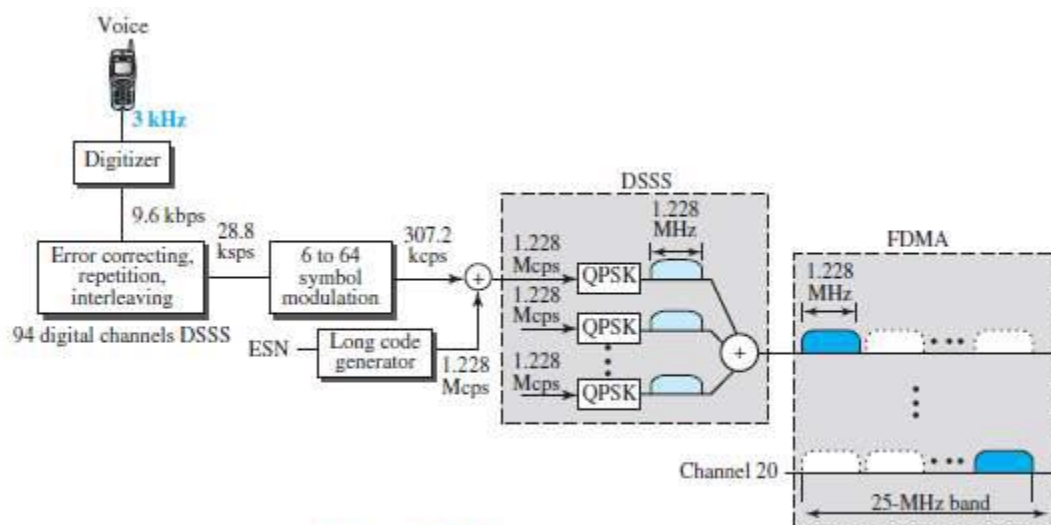 Voice
3 kHz
Digitizer
9.6 kbps
Error correcting,
repetition,
interleaving
28.8
ksps
6 to 64
symbol
modulation
307.2
kcps
94 digital channels DSSS
ESN
Long code
generator
1.228
Mcps
DSSS
1.228
MHz
1.228
Mcps
QPSK
1.228
Mcps
QPSK
1.228
Mcps
QPSK
FDMA
1.228
MHz
Channel 20
25-MHz band